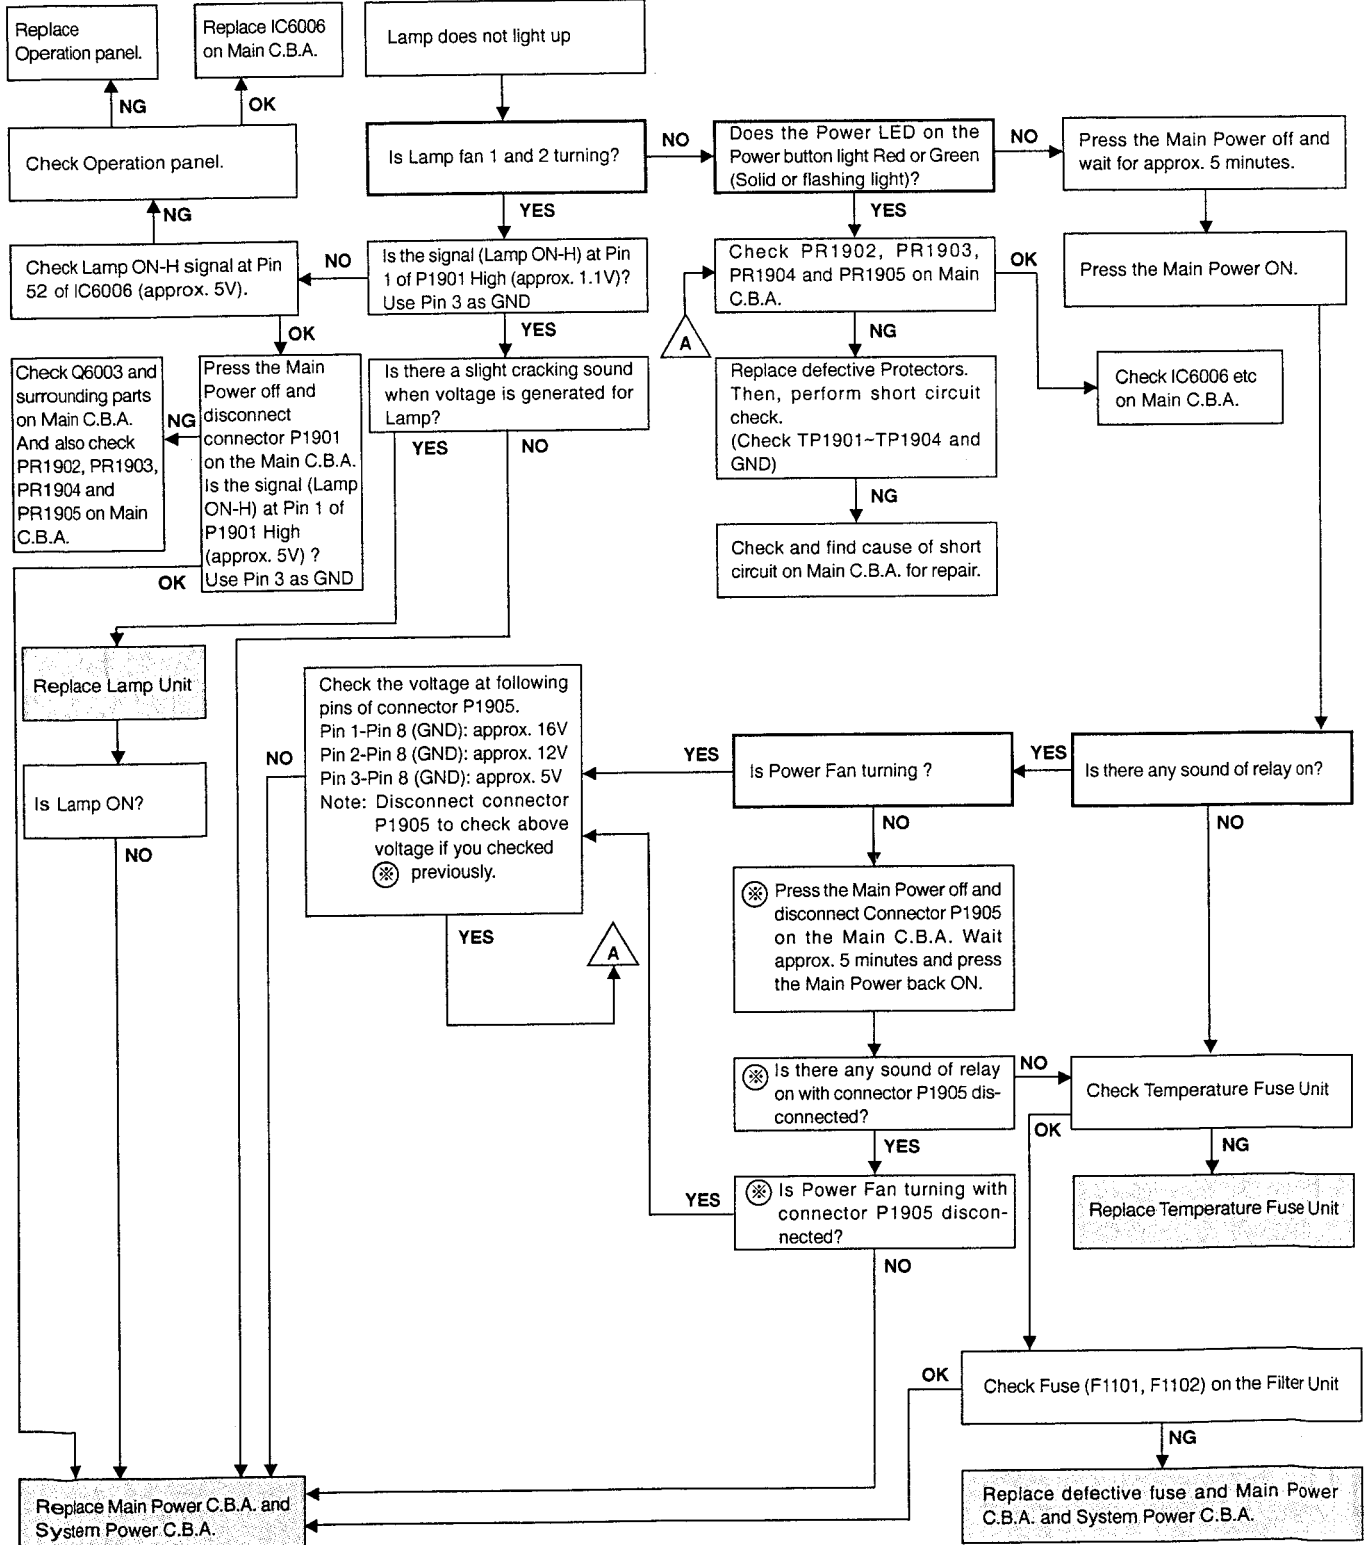 Replace
Operation panel.
Replace IC6006
on Main C.B.A.
Lamp does not light up
NG
OK
Check Operation panel.
Is Lamp fan 1 and 2 turning?
NO
Does the Power LED on the
Power button light Red or Green
(Solid or flashing light)?
NO
Press the Main Power off and
wait for approx. 5 minutes.
NG
YES
YES
Check Lamp ON-H signal at Pin
52 of IC6006 (approx. 5V).
NO
Is the signal (Lamp ON-H) at Pin
1 of P1901 High (approx. 1.1V)?
Use Pin 3 as GND
Check PR1902, PR1903,
PR1904 and PR1905 on Main
C.B.A.
OK
Press the Main Power ON.
OK
YES
A
NG
Check Q6003 and
surrounding parts
on Main C.B.A.
And also check
PR1902, PR1903,
PR1904 and
PR1905 on Main
C.B.A.
NG
Press the Main
Power off and
disconnect
connector P1901
on the Main C.B.A.
Is the signal (Lamp
ON-H) at Pin 1 of
P1901 High
(approx. 5V) ?
Use Pin 3 as GND
OK
Is there a slight cracking sound
when voltage is generated for
Lamp?
YES
NO
Replace defective Protectors.
Then, perform short circuit
check.
(Check TP1901~TP1904 and
GND)
NG
Check and find cause of short
circuit on Main C.B.A. for repair.
Check IC6006 etc
on Main C.B.A.
Replace Lamp Unit
Is Lamp ON?
NO
NO
Check the voltage at following
pins of connector P1905.
Pin 1-Pin 8 (GND): approx. 16V
Pin 2-Pin 8 (GND): approx. 12V
Pin 3-Pin 8 (GND): approx. 5V
Note: Disconnect connector
P1905 to check above
voltage if you checked
※ previously.
YES
A
YES
Is Power Fan turning ?
YES
Is there any sound of relay on?
NO
NO
※ Press the Main Power off and
disconnect Connector P1905
on the Main C.B.A. Wait
approx. 5 minutes and press
the Main Power back ON.
※ Is there any sound of relay
on with connector P1905 dis-
connected?
NO
Check Temperature Fuse Unit
YES
OK
NG
YES
※ Is Power Fan turning with
connector P1905 discon-
nected?
Replace Temperature Fuse Unit
NO
OK
Check Fuse (F1101, F1102) on the Filter Unit
NG
Replace Main Power C.B.A. and
System Power C.B.A.
Replace defective fuse and Main Power
C.B.A. and System Power C.B.A.